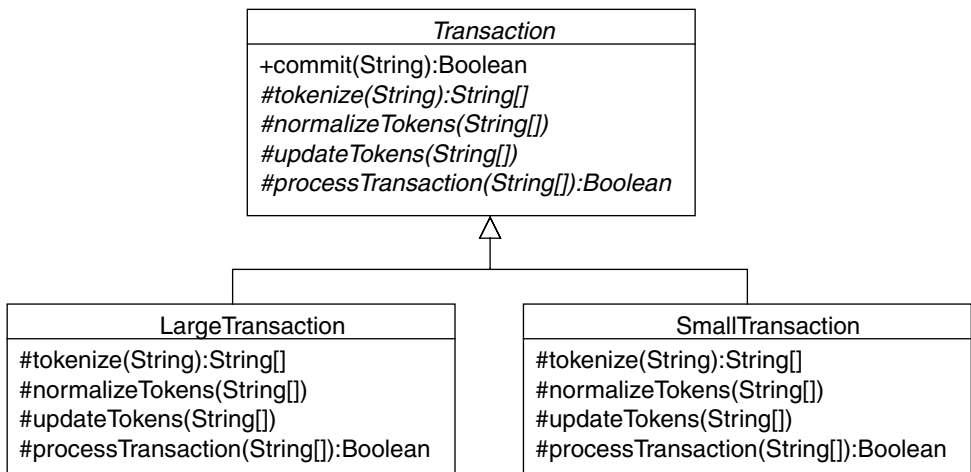 Transaction
+commit(String):Boolean
#tokenize(String):String[]
#normalizeTokens(String[])
#updateTokens(String[])
#processTransaction(String[]):Boolean
LargeTransaction
#tokenize(String):String[]
#normalizeTokens(String[])
#updateTokens(String[])
#processTransaction(String[]):Boolean
SmallTransaction
#tokenize(String):String[]
#normalizeTokens(String[])
#updateTokens(String[])
#processTransaction(String[]):Boolean